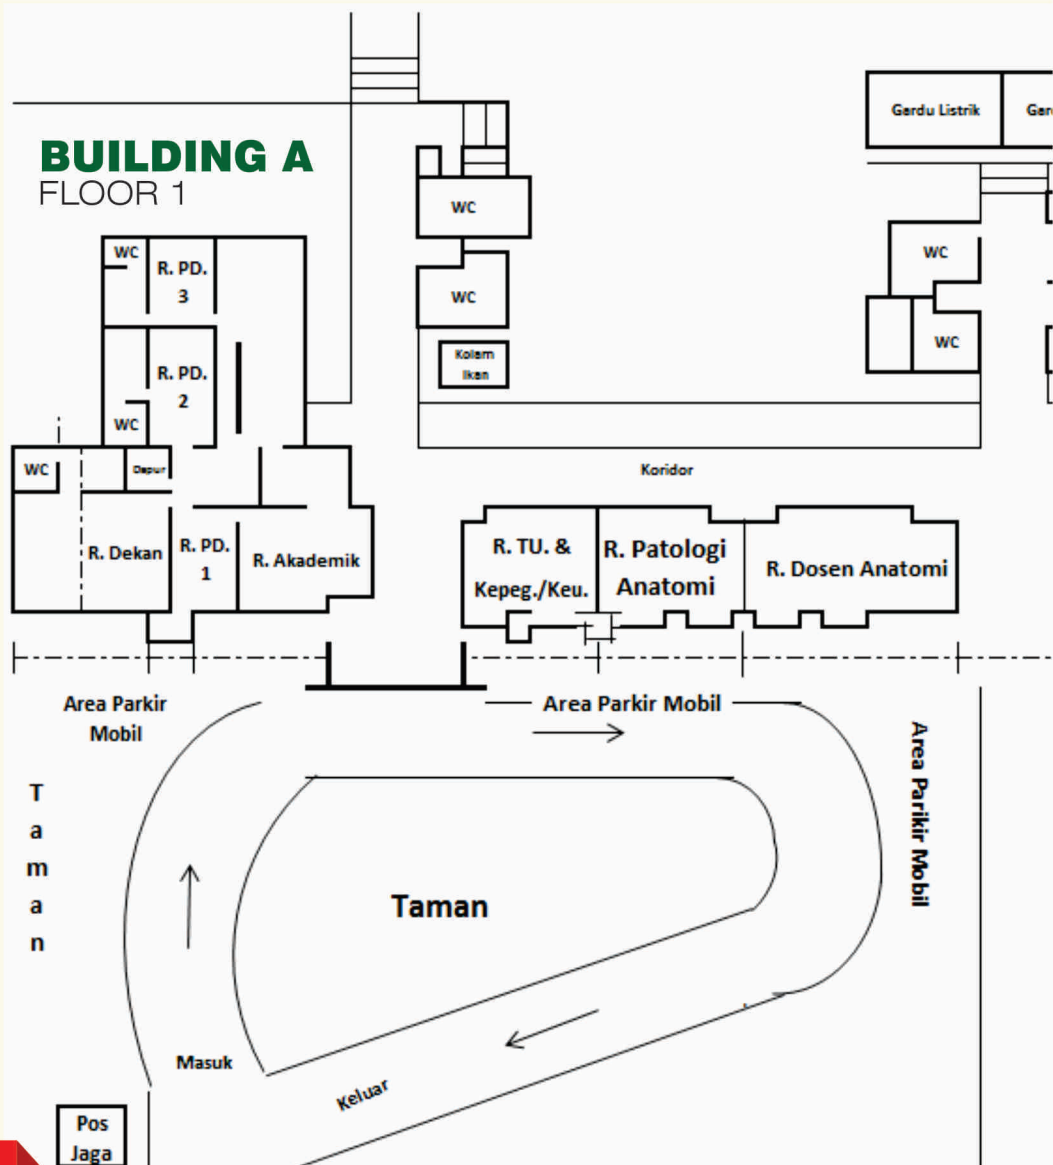 BUILDING A
FLOOR 1
Gardu Listrik
WC
R. PD.
3
WC
WC
WC
WC
Kolam
Ikan
R. PD.
2
WC
WC
Dapur
Koridor
R. Dekan
R. PD.
1
R. Akademik
R. TU. &
Kepeg./Keu.
R. Patologi
Anatomi
R. Dosen Anatomi
Area Parkir
Mobil
Area Parkir Mobil
Area Parikir Mobil
T
a
m
a
n
Taman
Masuk
Keluar
Pos
Jaga